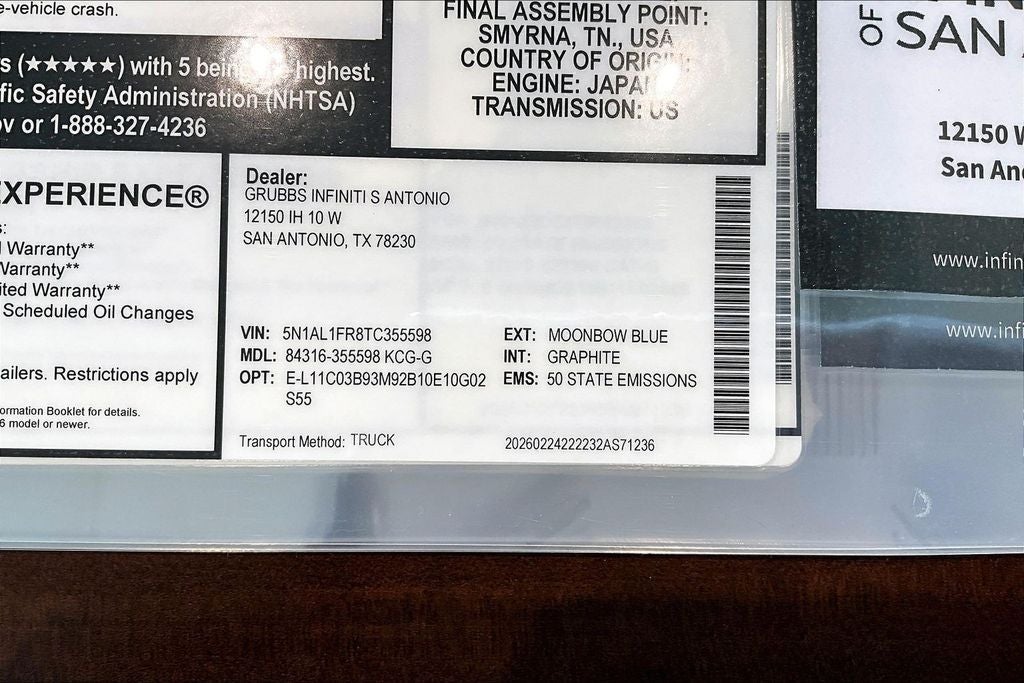 e-vehicle crash.
s (★★★★★) with 5 being highest.
fic Safety Administration (NHTSA)
ov or 1-888-327-4236
FINAL ASSEMBLY POINT:
SMYRNA, TN., USA
COUNTRY OF ORIGIN:
ENGINE: JAPAN
TRANSMISSION: US
OF SAN
12150 W
San An
www.infin
www.infi
EXPERIENCE®
s:
l Warranty**
Warranty**
ited Warranty**
Scheduled Oil Changes
ailers. Restrictions apply
ormation Booklet for details.
6 model or newer.
Dealer:
GRUBBS INFINITI S ANTONIO
12150 IH 10 W
SAN ANTONIO, TX 78230
VIN: 5N1AL1FR8TC355598
MDL: 84316-355598 KCG-G
OPT: E-L11C03B93M92B10E10G02
S55
EXT: MOONBOW BLUE
INT: GRAPHITE
EMS: 50 STATE EMISSIONS
Transport Method: TRUCK
20260224222232AS71236